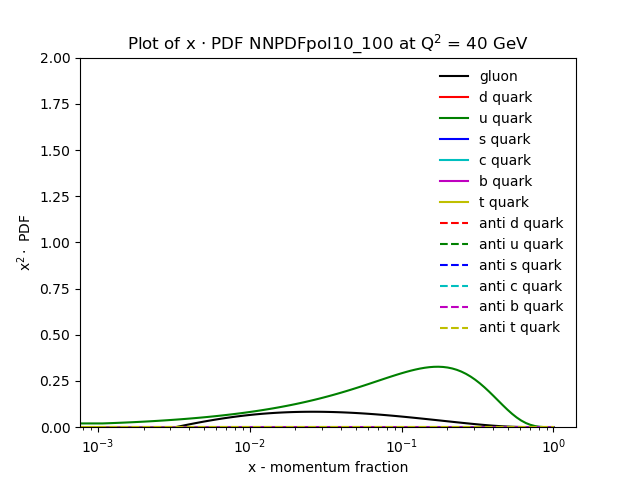 Plot of x · PDF NNPDFpol10_100 at Q² = 40 GeV
2.00
1.75
1.50
1.25
1.00
0.75
0.50
0.25
0.00
x² · PDF
gluon
d quark
u quark
s quark
c quark
b quark
t quark
anti d quark
anti u quark
anti s quark
anti c quark
anti b quark
anti t quark
10⁻³ 10⁻² 10⁻¹ 10⁰
x - momentum fraction